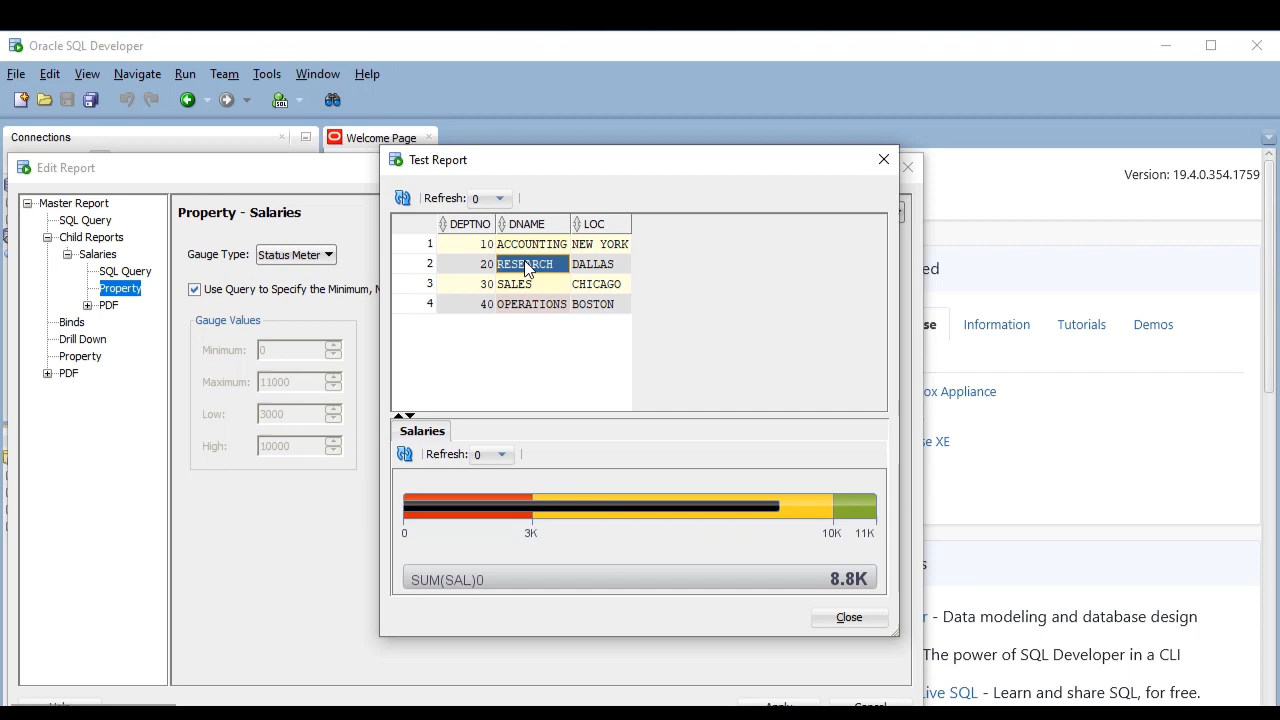 Oracle SQL Developer
File Edit View Navigate Run Team Tools Window Help
Connections
Welcome Page
Edit Report
Test Report
Version: 19.4.0.354.1759
Master Report
SQL Query
Child Reports
Salaries
SQL Query
Property
PDF
Binds
Drill Down
Property
PDF
Property - Salaries
Gauge Type: Status Meter
Use Query to Specify the Minimum, M
Gauge Values
Minimum: 0
Maximum: 11000
Low: 3000
High: 10000
Refresh: 0
DEPTNO DNAME LOC
1 10 ACCOUNTING NEW YORK
2 20 RESEARCH DALLAS
3 30 SALES CHICAGO
4 40 OPERATIONS BOSTON
Salaries
Refresh: 0
0 3K 10K 11K
SUM(SAL)0 8.8K
Close
ed
se Information Tutorials Demos
ox Appliance
se XE
s
r - Data modeling and database design
The power of SQL Developer in a CLI
ive SQL - Learn and share SQL, for free.